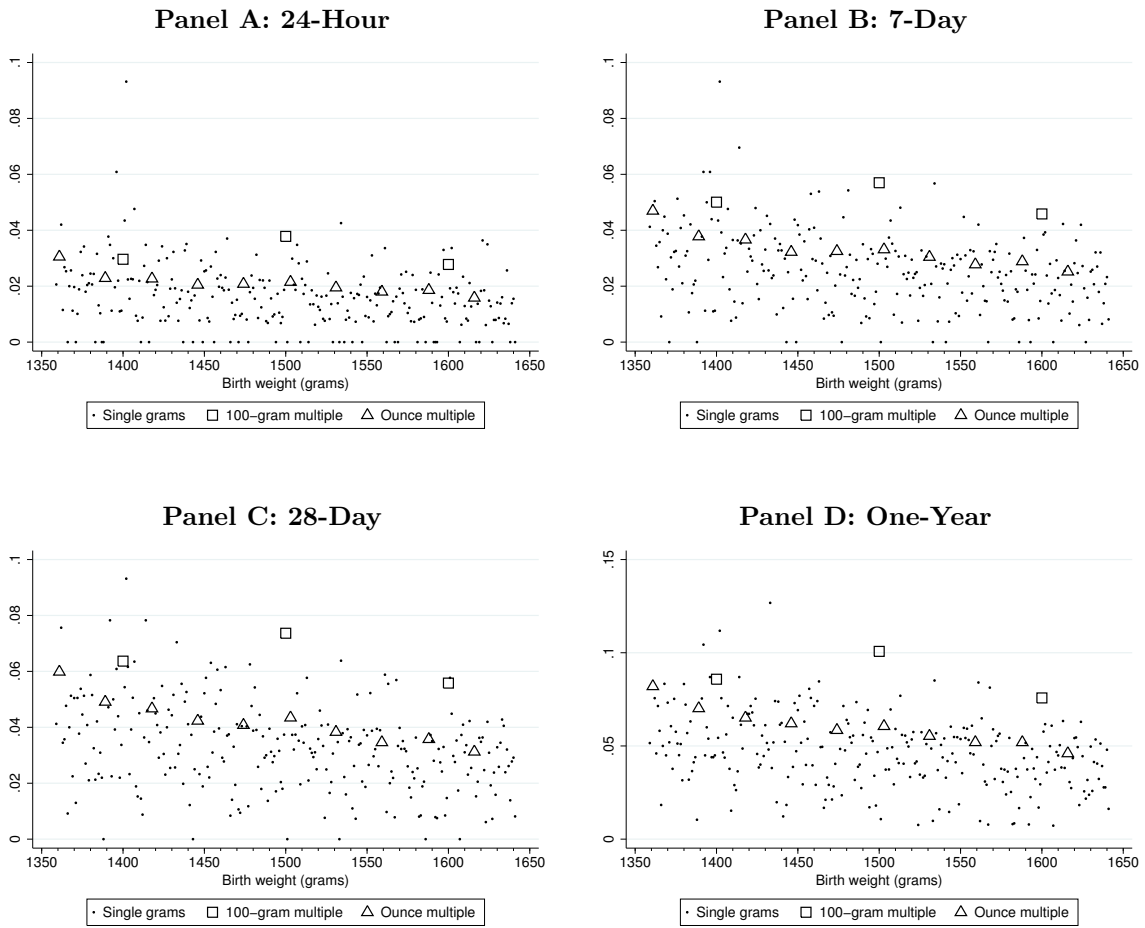 Panel A: 24-Hour
.1
.08
.06
.04
.02
0
1350 1400 1450 1500 1550 1600 1650
Birth weight (grams)
Single grams 100−gram multiple Ounce multiple
Panel B: 7-Day
.1
.08
.06
.04
.02
0
1350 1400 1450 1500 1550 1600 1650
Birth weight (grams)
Single grams 100−gram multiple Ounce multiple
Panel C: 28-Day
.1
.08
.06
.04
.02
0
1350 1400 1450 1500 1550 1600 1650
Birth weight (grams)
Single grams 100−gram multiple Ounce multiple
Panel D: One-Year
.15
.1
.05
0
1350 1400 1450 1500 1550 1600 1650
Birth weight (grams)
Single grams 100−gram multiple Ounce multiple